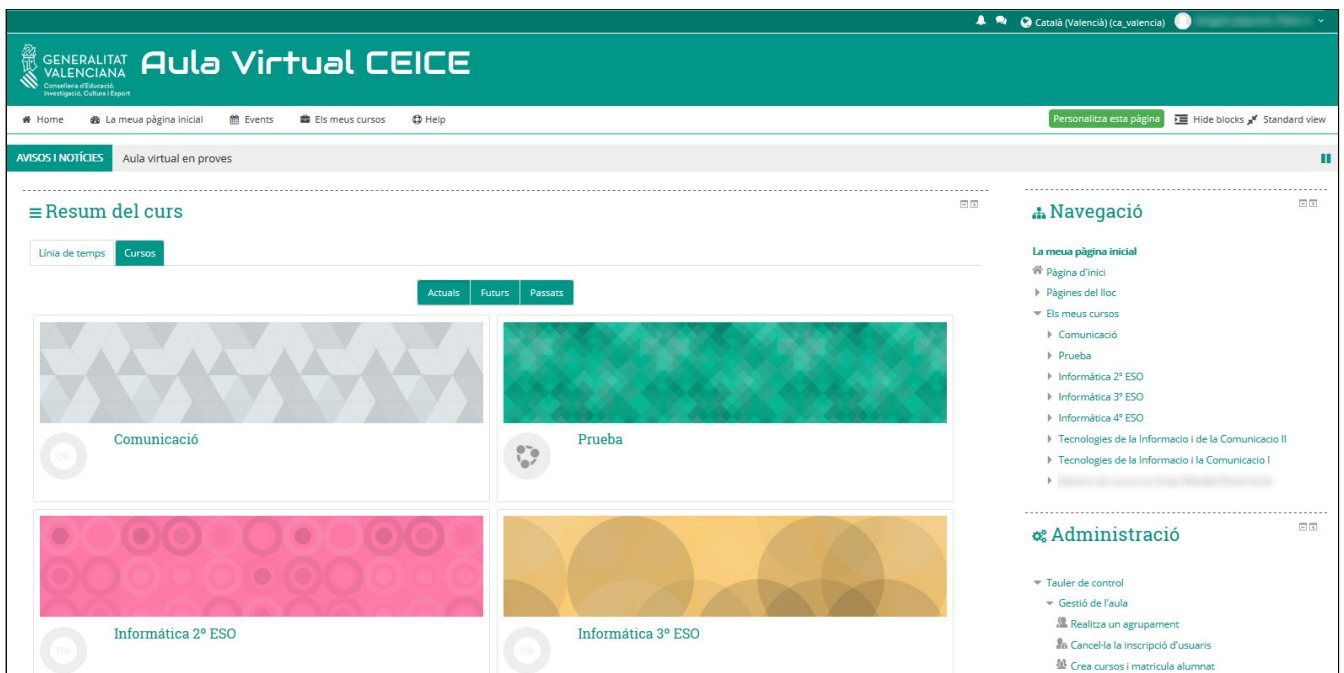 Català (Valencià) (ca_valencia)
GENERALITAT
VALENCIANA
Conselleria d'Educació,
Investigació, Cultura i Esport
Aula Virtual CEICE
Home La meua pàgina inicial Events Els meus cursos Help
Personalitza esta pàgina Hide blocks Standard view
AVISOS I NOTÍCIES Aula virtual en proves
Resum del curs
Línia de temps Cursos
Actuals Futurs Passats
Comunicació
0%
Prueba
Informática 2º ESO
0%
Informática 3º ESO
0%
Navegació
La meua pàgina inicial
Pàgina d'inici
Pàgines del lloc
Els meus cursos
Comunicació
Prueba
Informática 2º ESO
Informática 3º ESO
Informática 4º ESO
Tecnologies de la Informacio i de la Comunicacio II
Tecnologies de la Informacio i la Comunicacio I
Administració
Tauler de control
Gestió de l'aula
Realitza un agrupament
Cancel·la la inscripció d'usuaris
Crea cursos i matricula alumnat